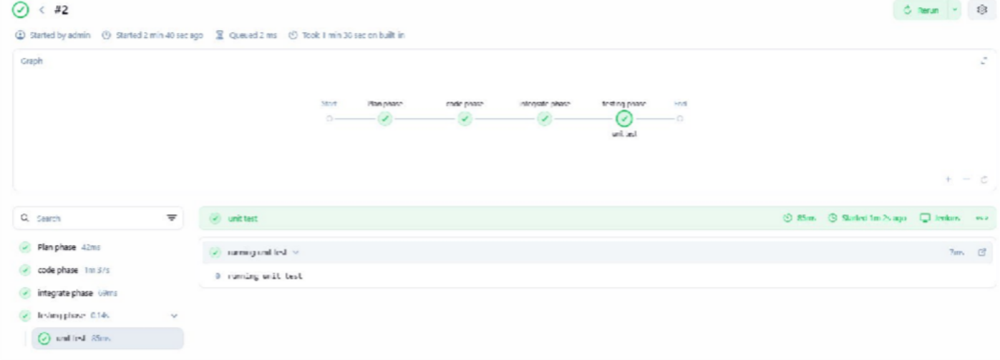 #2
Rerun
Started by admin Started 2 min 40 sec ago Queued 2 ms Took 1 min 36 sec on built in
Graph
Start Plan phase code phase integrate phase testing phase End
unit test
Search
unit test 85ms Started 1m 2s ago Jenkins
Plan phase 42ms
running unit test 7ms
code phase 1m 37s
running unit test
integrate phase 69ms
testing phase 0.14s
unit test 85ms